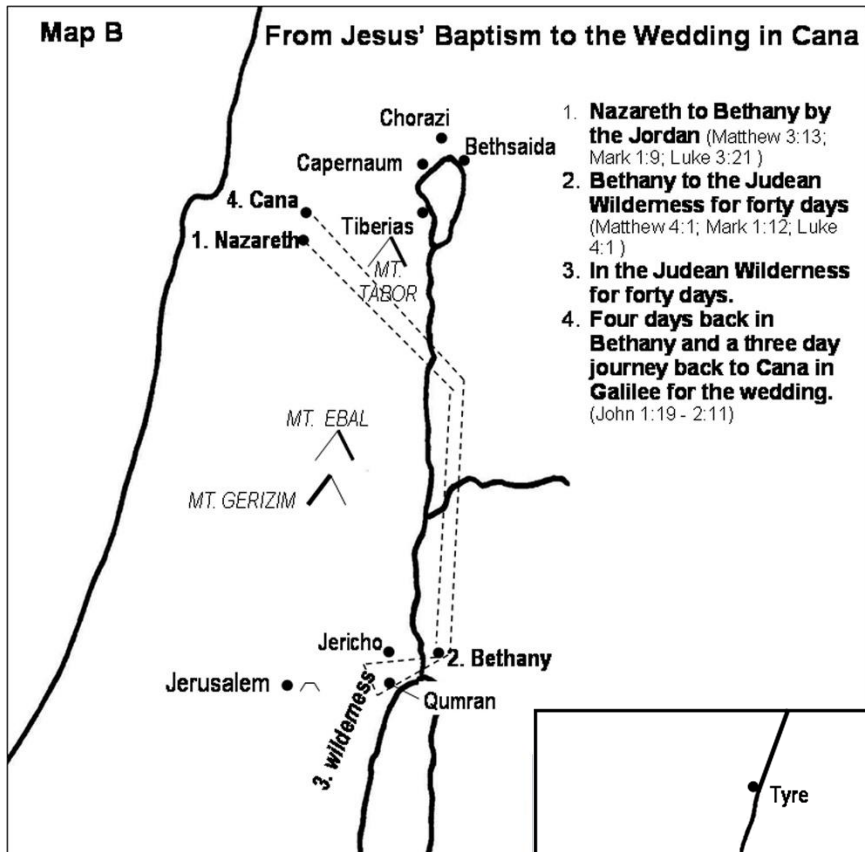 Map B
From Jesus' Baptism to the Wedding in Cana
1. Nazareth to Bethany by
the Jordan (Matthew 3:13;
Mark 1:9; Luke 3:21 )
2. Bethany to the Judean
Wilderness for forty days
(Matthew 4:1; Mark 1:12; Luke
4:1 )
3. In the Judean Wilderness
for forty days.
4. Four days back in
Bethany and a three day
journey back to Cana in
Galilee for the wedding.
(John 1:19 - 2:11)
Chorazi
Bethsaida
Capernaum
4. Cana
Tiberias
1. Nazareth
MT.
TABOR
MT. EBAL
MT. GERIZIM
Jericho
2. Bethany
Jerusalem
3. wilderness
Qumran
Tyre